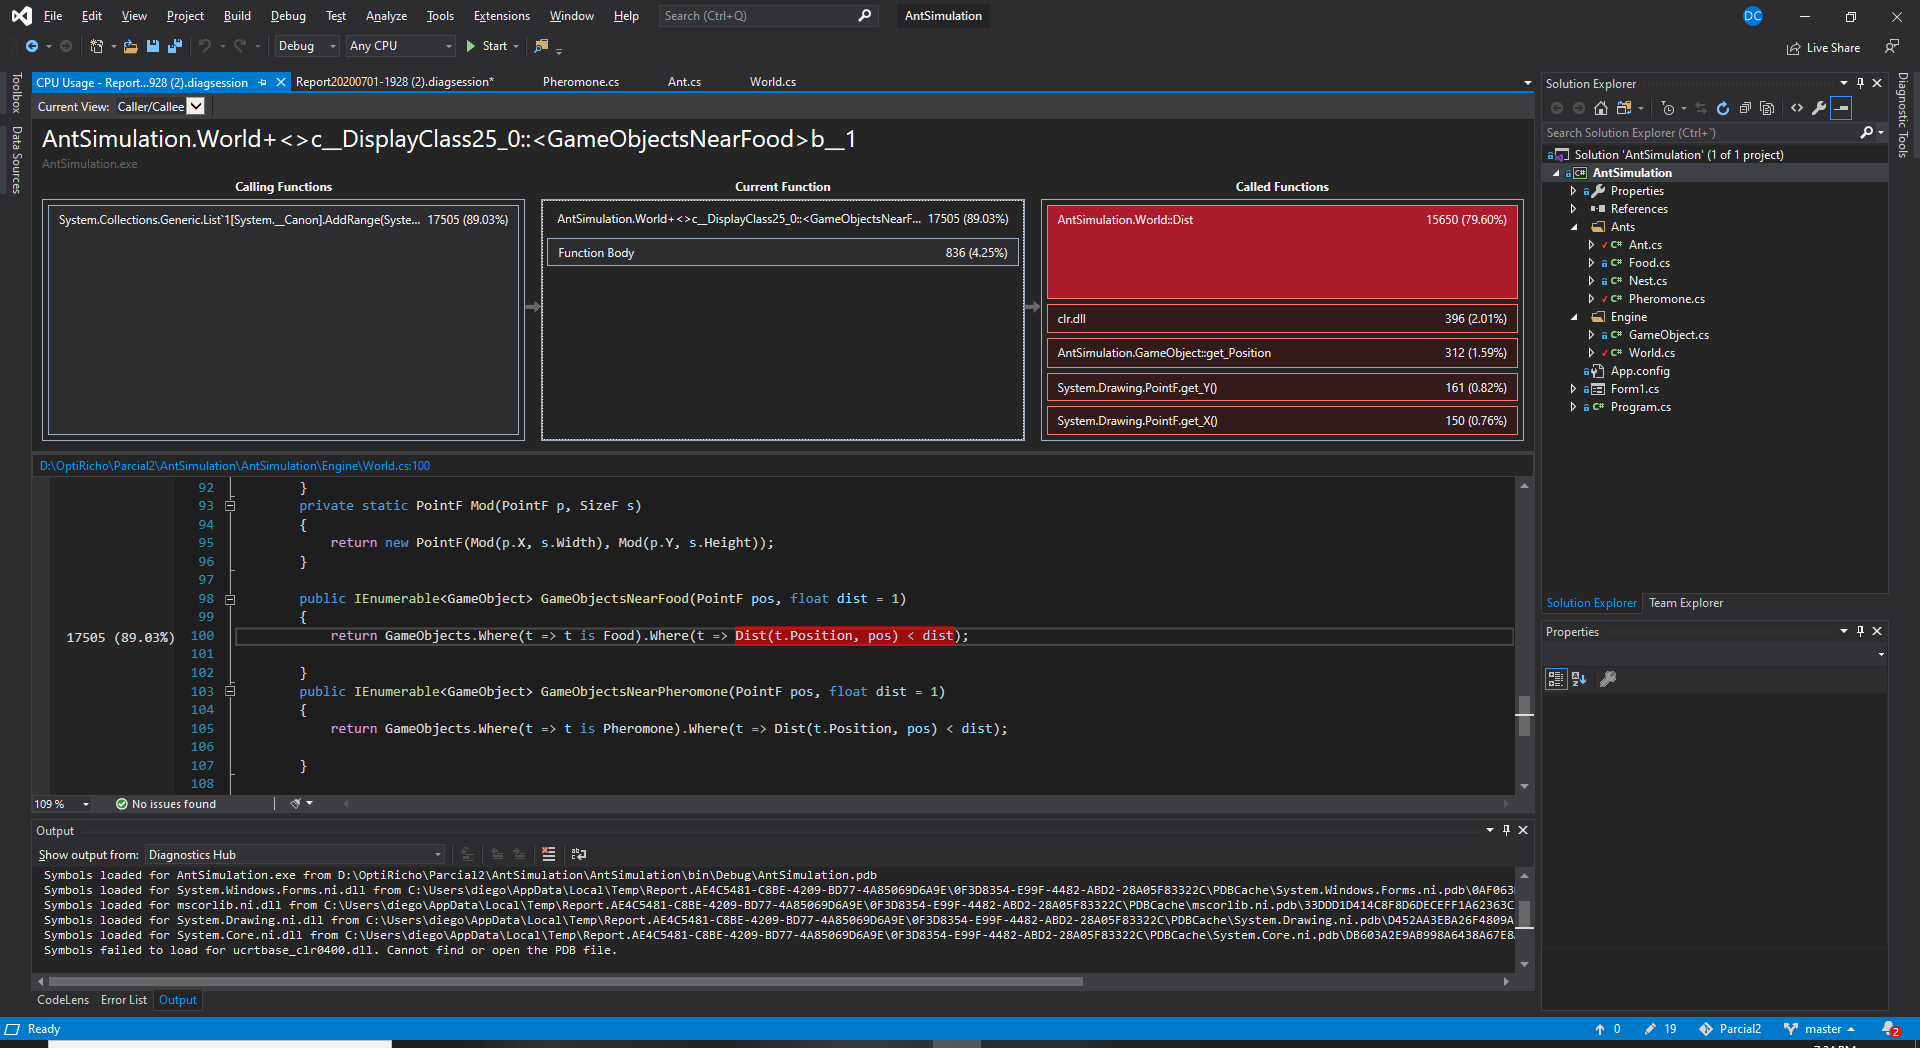 File Edit View Project Build Debug Test Analyze Tools Extensions Window Help Search (Ctrl+Q) AntSimulation DC
Debug Any CPU Start Live Share
CPU Usage - Report...928 (2).diagsession Report20200701-1928 (2).diagsession* Pheromone.cs Ant.cs World.cs
Current View: Caller/Callee
AntSimulation.World+<>c__DisplayClass25_0::<GameObjectsNearFood>b__1
AntSimulation.exe
Calling Functions Current Function Called Functions
System.Collections.Generic.List`1[System.__Canon].AddRange(Syste... 17505 (89.03%)
AntSimulation.World+<>c__DisplayClass25_0::<GameObjectsNearF... 17505 (89.03%)
Function Body 836 (4.25%)
AntSimulation.World::Dist 15650 (79.60%)
clr.dll 396 (2.01%)
AntSimulation.GameObject::get_Position 312 (1.59%)
System.Drawing.PointF.get_Y() 161 (0.82%)
System.Drawing.PointF.get_X() 150 (0.76%)
D:\OptiRicho\Parcial2\AntSimulation\AntSimulation\Engine\World.cs:100
92 }
93 private static PointF Mod(PointF p, SizeF s)
94 {
95 return new PointF(Mod(p.X, s.Width), Mod(p.Y, s.Height));
96 }
97
98 public IEnumerable<GameObject> GameObjectsNearFood(PointF pos, float dist = 1)
99 {
17505 (89.03%) 100 return GameObjects.Where(t => t is Food).Where(t => Dist(t.Position, pos) < dist);
101
102 }
103 public IEnumerable<GameObject> GameObjectsNearPheromone(PointF pos, float dist = 1)
104 {
105 return GameObjects.Where(t => t is Pheromone).Where(t => Dist(t.Position, pos) < dist);
106
107 }
108
109 % No issues found
Output
Show output from: Diagnostics Hub
Symbols loaded for AntSimulation.exe from D:\OptiRicho\Parcial2\AntSimulation\AntSimulation\bin\Debug\AntSimulation.pdb
Symbols loaded for System.Windows.Forms.ni.dll from C:\Users\diego\AppData\Local\Temp\Report.AE4C5481-C8BE-4209-BD77-4A85069D6A9E\0F3D8354-E99F-4482-ABD2-28A05F83322C\PDBCache\System.Windows.Forms.ni.pdb\0AF063
Symbols loaded for mscorlib.ni.dll from C:\Users\diego\AppData\Local\Temp\Report.AE4C5481-C8BE-4209-BD77-4A85069D6A9E\0F3D8354-E99F-4482-ABD2-28A05F83322C\PDBCache\mscorlib.ni.pdb\33DDD1D414C8F8D6DECEFF1A62363C
Symbols loaded for System.Drawing.ni.dll from C:\Users\diego\AppData\Local\Temp\Report.AE4C5481-C8BE-4209-BD77-4A85069D6A9E\0F3D8354-E99F-4482-ABD2-28A05F83322C\PDBCache\System.Drawing.ni.pdb\D452AA3EBA26F4809A
Symbols loaded for System.Core.ni.dll from C:\Users\diego\AppData\Local\Temp\Report.AE4C5481-C8BE-4209-BD77-4A85069D6A9E\0F3D8354-E99F-4482-ABD2-28A05F83322C\PDBCache\System.Core.ni.pdb\DB603A2E9AB998A6438A67E8
Symbols failed to load for ucrtbase_clr0400.dll. Cannot find or open the PDB file.
CodeLens Error List Output
Toolbox
Data Sources
Solution Explorer
Search Solution Explorer (Ctrl+¨)
Solution 'AntSimulation' (1 of 1 project)
C# AntSimulation
Properties
References
Ants
C# Ant.cs
C# Food.cs
C# Nest.cs
C# Pheromone.cs
Engine
C# GameObject.cs
C# World.cs
App.config
Form1.cs
C# Program.cs
Solution Explorer Team Explorer
Properties
Diagnostic Tools
Ready 0 19 Parcial2 master 2